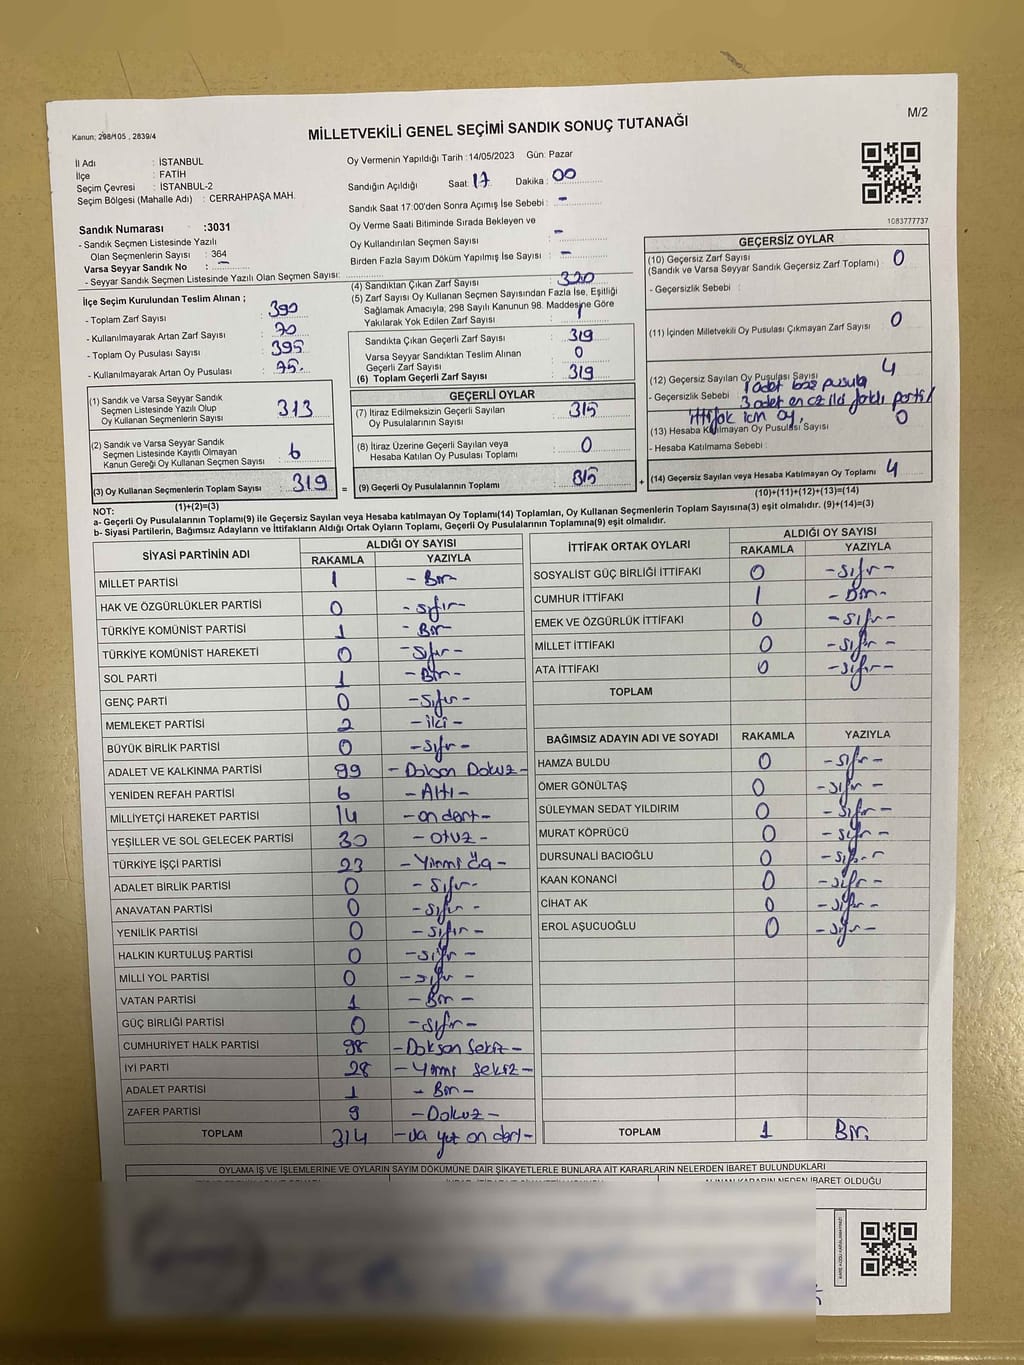 Kanun; 298/105 , 2839/4
MİLLETVEKİLİ GENEL SEÇİMİ SANDIK SONUÇ TUTANAĞI
M/2
İl Adı : İSTANBUL
İlçe : FATİH
Seçim Çevresi : İSTANBUL-2
Seçim Bölgesi (Mahalle Adı) : CERRAHPAŞA MAH.
Oy Vermenin Yapıldığı Tarih : 14/05/2023 Gün: Pazar
Sandığın Açıldığı Saat: 17 Dakika : 00
Sandık Saat 17:00'den Sonra Açımış İse Sebebi : -
Oy Verme Saati Bitiminde Sırada Bekleyen ve
Oy Kullandırılan Seçmen Sayısı : -
Birden Fazla Sayım Döküm Yapılmış İse Sayısı : -
1083777737
Sandık Numarası :3031
- Sandık Seçmen Listesinde Yazılı
Olan Seçmenlerin Sayısı : 364
Varsa Seyyar Sandık No : -
- Seyyar Sandık Seçmen Listesinde Yazılı Olan Seçmen Sayısı:
İlçe Seçim Kurulundan Teslim Alınan ;
- Toplam Zarf Sayısı : 390
- Kullanılmayarak Artan Zarf Sayısı : 70
- Toplam Oy Pusulası Sayısı : 395
- Kullanılmayarak Artan Oy Pusulası : 75.
(1) Sandık ve Varsa Seyyar Sandık
Seçmen Listesinde Yazılı Olup
Oy Kullanan Seçmenlerin Sayısı : 313
(2) Sandık ve Varsa Seyyar Sandık
Seçmen Listesinde Kayıtlı Olmayan
Kanun Gereği Oy Kullanan Seçmen Sayısı : 6
(3) Oy Kullanan Seçmenlerin Toplam Sayısı : 319
(1)+(2)=(3)
(4) Sandıktan Çıkan Zarf Sayısı : 320
(5) Zarf Sayısı Oy Kullanan Seçmen Sayısından Fazla İse, Eşitliği
Sağlamak Amacıyla; 298 Sayılı Kanunun 98. Maddesine Göre
Yakılarak Yok Edilen Zarf Sayısı : 1
Sandıkta Çıkan Geçerli Zarf Sayısı : 319
Varsa Seyyar Sandıktan Teslim Alınan
Geçerli Zarf Sayısı : 0
(6) Toplam Geçerli Zarf Sayısı : 319
GEÇERLİ OYLAR
(7) İtiraz Edilmeksizin Geçerli Sayılan
Oy Pusulalarının Sayısı : 315
(8) İtiraz Üzerine Geçerli Sayılan veya
Hesaba Katılan Oy Pusulası Toplamı : 0
= (9) Geçerli Oy Pusulalarının Toplamı : 315
GEÇERSİZ OYLAR
(10) Geçersiz Zarf Sayısı
(Sandık ve Varsa Seyyar Sandık Geçersiz Zarf Toplamı) : 0
- Geçersizlik Sebebi :
(11) İçinden Milletvekili Oy Pusulası Çıkmayan Zarf Sayısı : 0
(12) Geçersiz Sayılan Oy Pusulası Sayısı : 4
- Geçersizlik Sebebi : 1 adet boş pusula
3 adet en az iki farklı parti/
ittifak için oy,
(13) Hesaba Katılmayan Oy Pusulası Sayısı : 0
- Hesaba Katılmama Sebebi :
+ (14) Geçersiz Sayılan veya Hesaba Katılmayan Oy Toplamı : 4
(10)+(11)+(12)+(13)=(14)
NOT:
a- Geçerli Oy Pusulalarının Toplamı(9) ile Geçersiz Sayılan veya Hesaba katılmayan Oy Toplamı(14) Toplamları, Oy Kullanan Seçmenlerin Toplam Sayısına(3) eşit olmalıdır. (9)+(14)=(3)
b- Siyasi Partilerin, Bağımsız Adayların ve İttifakların Aldığı Ortak Oyların Toplamı, Geçerli Oy Pusulalarının Toplamına(9) eşit olmalıdır.
SİYASİ PARTİNİN ADI ALDIĞI OY SAYISI
RAKAMLA YAZIYLA
MİLLET PARTİSİ 1 - Bir -
HAK VE ÖZGÜRLÜKLER PARTİSİ 0 - sıfır -
TÜRKİYE KOMÜNİST PARTİSİ 1 - Bir -
TÜRKİYE KOMÜNİST HAREKETİ 0 - Sıfır -
SOL PARTİ 1 - Bir -
GENÇ PARTİ 0 - Sıfır -
MEMLEKET PARTİSİ 2 - iki -
BÜYÜK BİRLİK PARTİSİ 0 - Sıfır -
ADALET VE KALKINMA PARTİSİ 99 - Doksan Dokuz -
YENİDEN REFAH PARTİSİ 6 - Altı -
MİLLİYETÇİ HAREKET PARTİSİ 14 - on dört -
YEŞİLLER VE SOL GELECEK PARTİSİ 30 - otuz -
TÜRKİYE İŞÇİ PARTİSİ 23 - Yirmi üç -
ADALET BİRLİK PARTİSİ 0 - Sıfır -
ANAVATAN PARTİSİ 0 - Sıfır -
YENİLİK PARTİSİ 0 - Sıfır -
HALKIN KURTULUŞ PARTİSİ 0 - sıfır -
MİLLİ YOL PARTİSİ 0 - sıfır -
VATAN PARTİSİ 1 - Bir -
GÜÇ BİRLİĞİ PARTİSİ 0 - sıfır -
CUMHURİYET HALK PARTİSİ 98 - Doksan Sekiz -
İYİ PARTİ 28 - Yirmi Sekiz -
ADALET PARTİSİ 1 - Bir -
ZAFER PARTİSİ 9 - Dokuz -
TOPLAM 314 - üç yüz on dört -
İTTİFAK ORTAK OYLARI ALDIĞI OY SAYISI
RAKAMLA YAZIYLA
SOSYALİST GÜÇ BİRLİĞİ İTTİFAKI 0 - sıfır -
CUMHUR İTTİFAKI 1 - Bir -
EMEK VE ÖZGÜRLÜK İTTİFAKI 0 - sıfır -
MİLLET İTTİFAKI 0 - sıfır -
ATA İTTİFAKI 0 - sıfır -
TOPLAM
BAĞIMSIZ ADAYIN ADI VE SOYADI RAKAMLA YAZIYLA
HAMZA BULDU 0 - sıfır -
ÖMER GÖNÜLTAŞ 0 - sıfır -
SÜLEYMAN SEDAT YILDIRIM 0 - sıfır -
MURAT KÖPRÜCÜ 0 - sıfır -
DURSUNALİ BACIOĞLU 0 - sıfır -
KAAN KONANCİ 0 - sıfır -
CİHAT AK 0 - sıfır -
EROL AŞUCUOĞLU 0 - sıfır -
TOPLAM 1 Bir.
OYLAMA İŞ VE İŞLEMLERİNE VE OYLARIN SAYIM DÖKÜMÜNE DAİR ŞİKAYETLERLE BUNLARA AİT KARARLARIN NELERDEN İBARET BULUNDUKLARI
ALINAN KARARIN NEDEN İBARET OLDUĞU